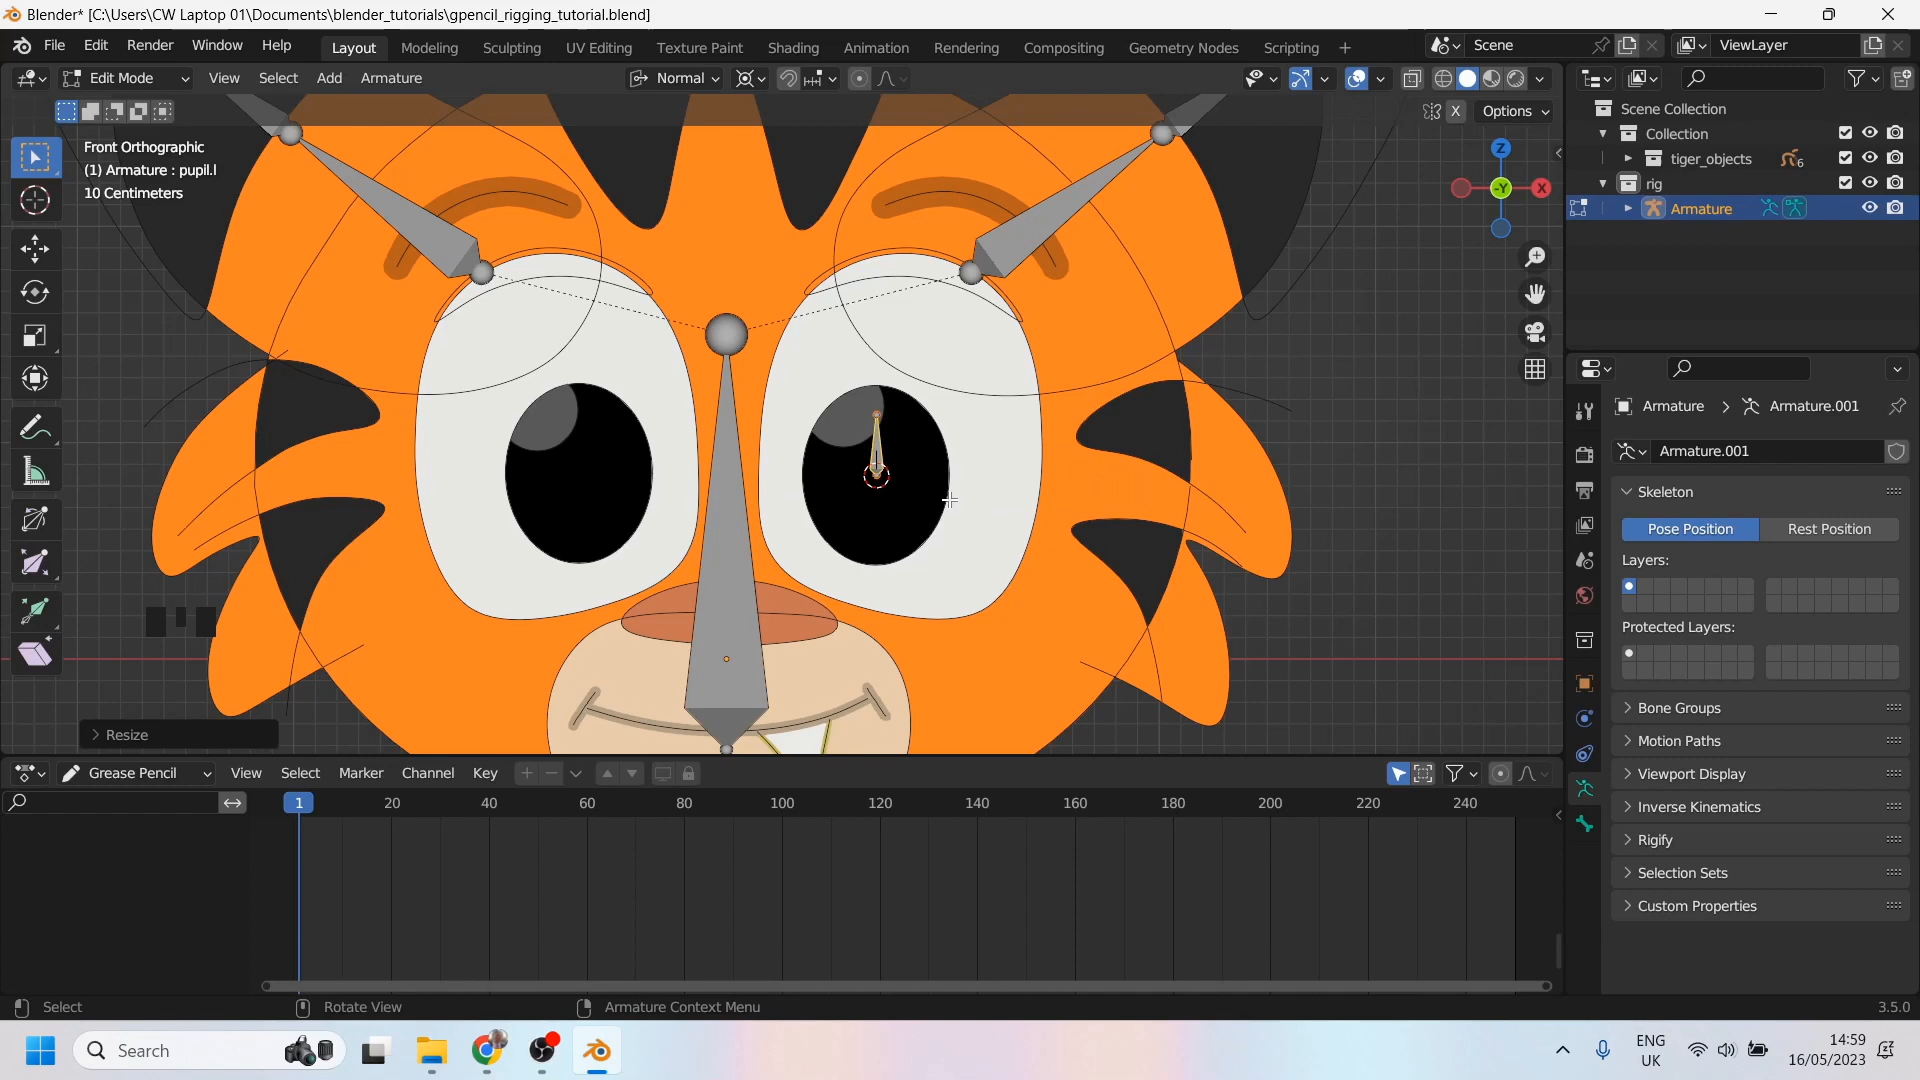 Blender* [C:\Users\CW Laptop 01\Documents\blender_tutorials\gpencil_rigging_tutorial.blend]
File Edit Render Window Help Layout Modeling Sculpting UV Editing Texture Paint Shading Animation Rendering Compositing Geometry Nodes Scripting + Scene ViewLayer
Edit Mode View Select Add Armature Normal
X Options
Front Orthographic
(1) Armature : pupil.l
10 Centimeters
Z
-Y
X
Resize
Scene Collection
Collection
tiger_objects 6
rig
Armature
Armature > Armature.001
Armature.001
Skeleton
Pose Position Rest Position
Layers:
Protected Layers:
Bone Groups
Motion Paths
Viewport Display
Inverse Kinematics
Rigify
Selection Sets
Custom Properties
Grease Pencil View Select Marker Channel Key
1 20 40 60 80 100 120 140 160 180 200 220 240
Select Rotate View Armature Context Menu 3.5.0
Search
ENG
UK
14:59
16/05/2023